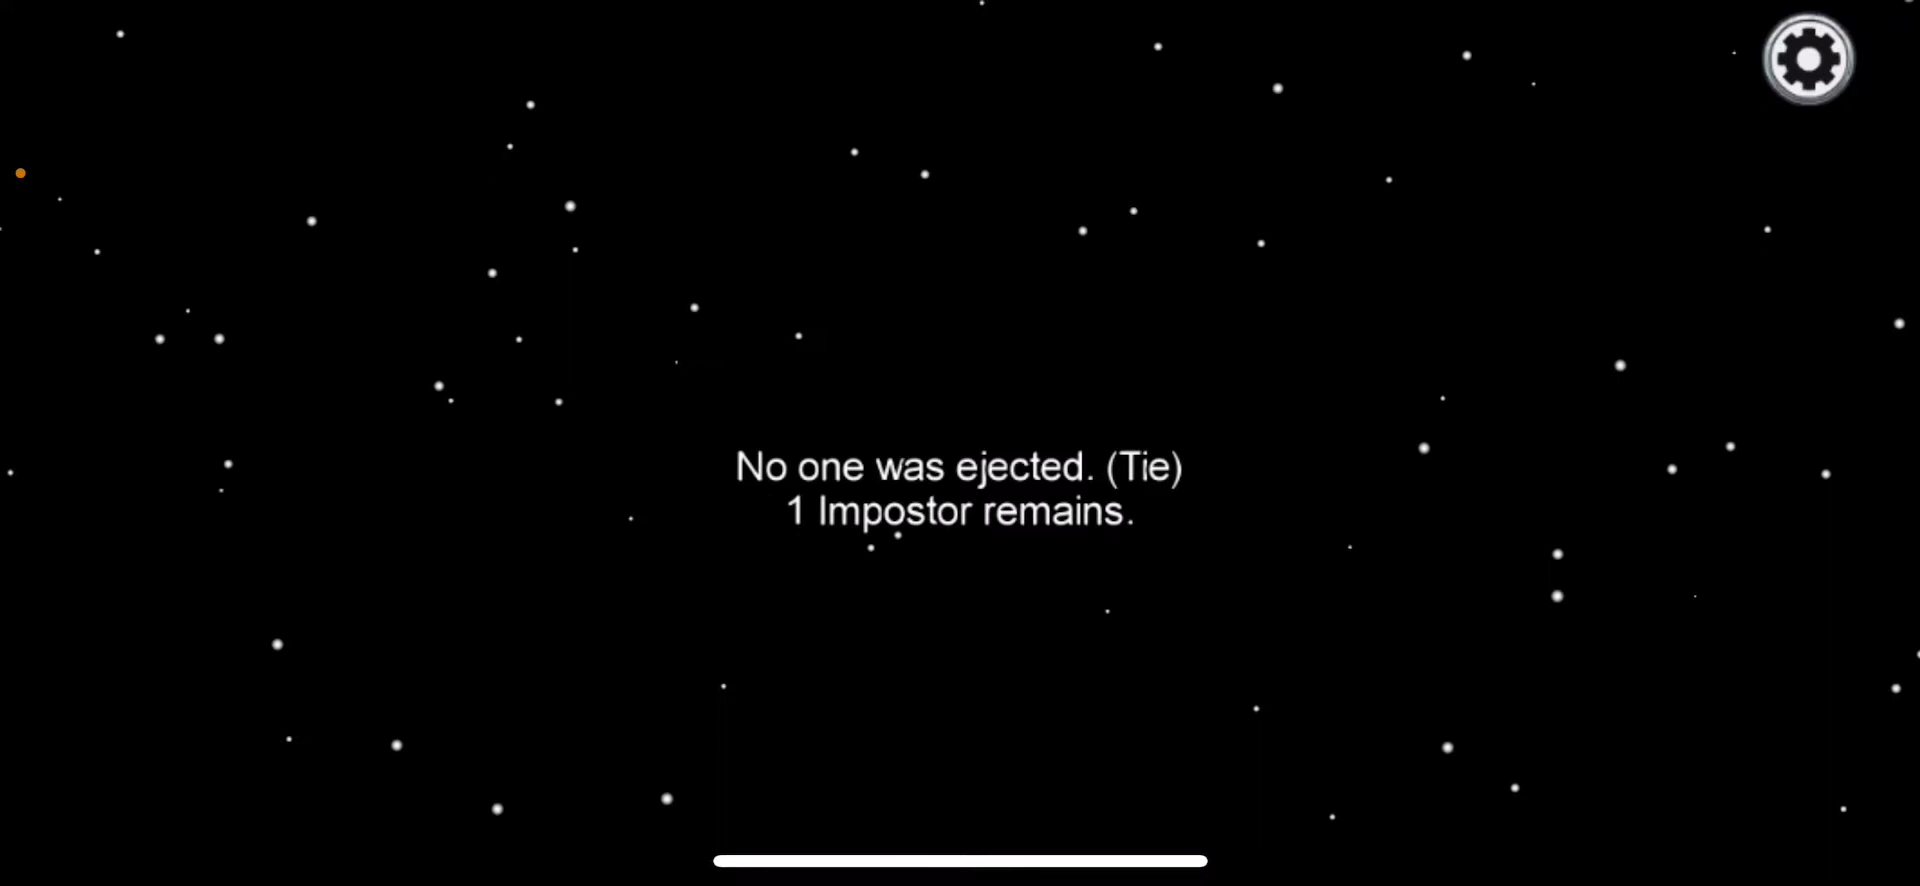 No one was ejected. (Tie)
1 Impostor remains.